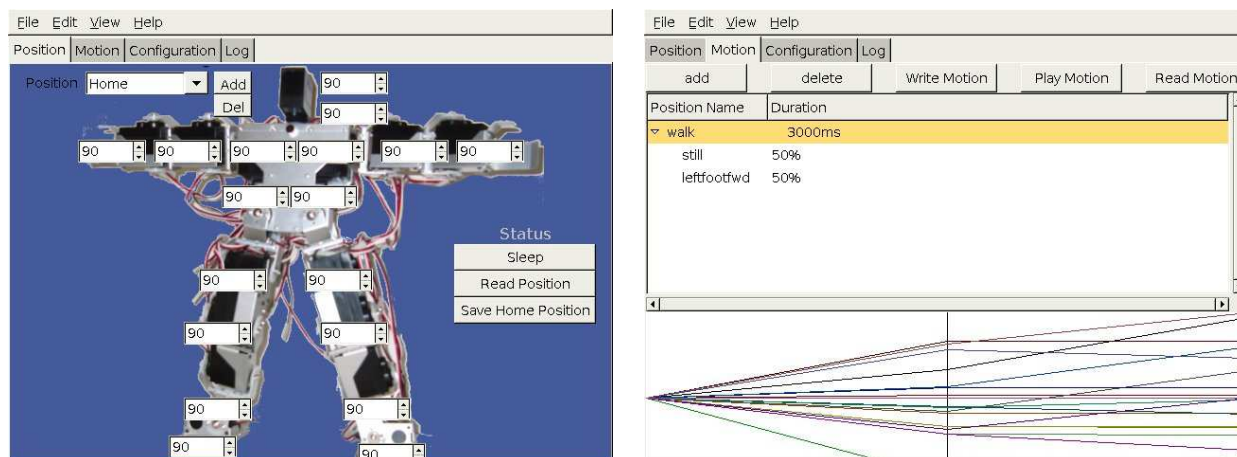 File Edit View Help
Position Motion Configuration Log
Position Home Add 90
Del 90
90 90 90 90 90 90
90 90
Status
Sleep
90 90 Read Position
Save Home Position
90 90
90 90
90 90
File Edit View Help
Position Motion Configuration Log
add delete Write Motion Play Motion Read Motion
Position Name Duration
walk 3000ms
still 50%
leftfootfwd 50%